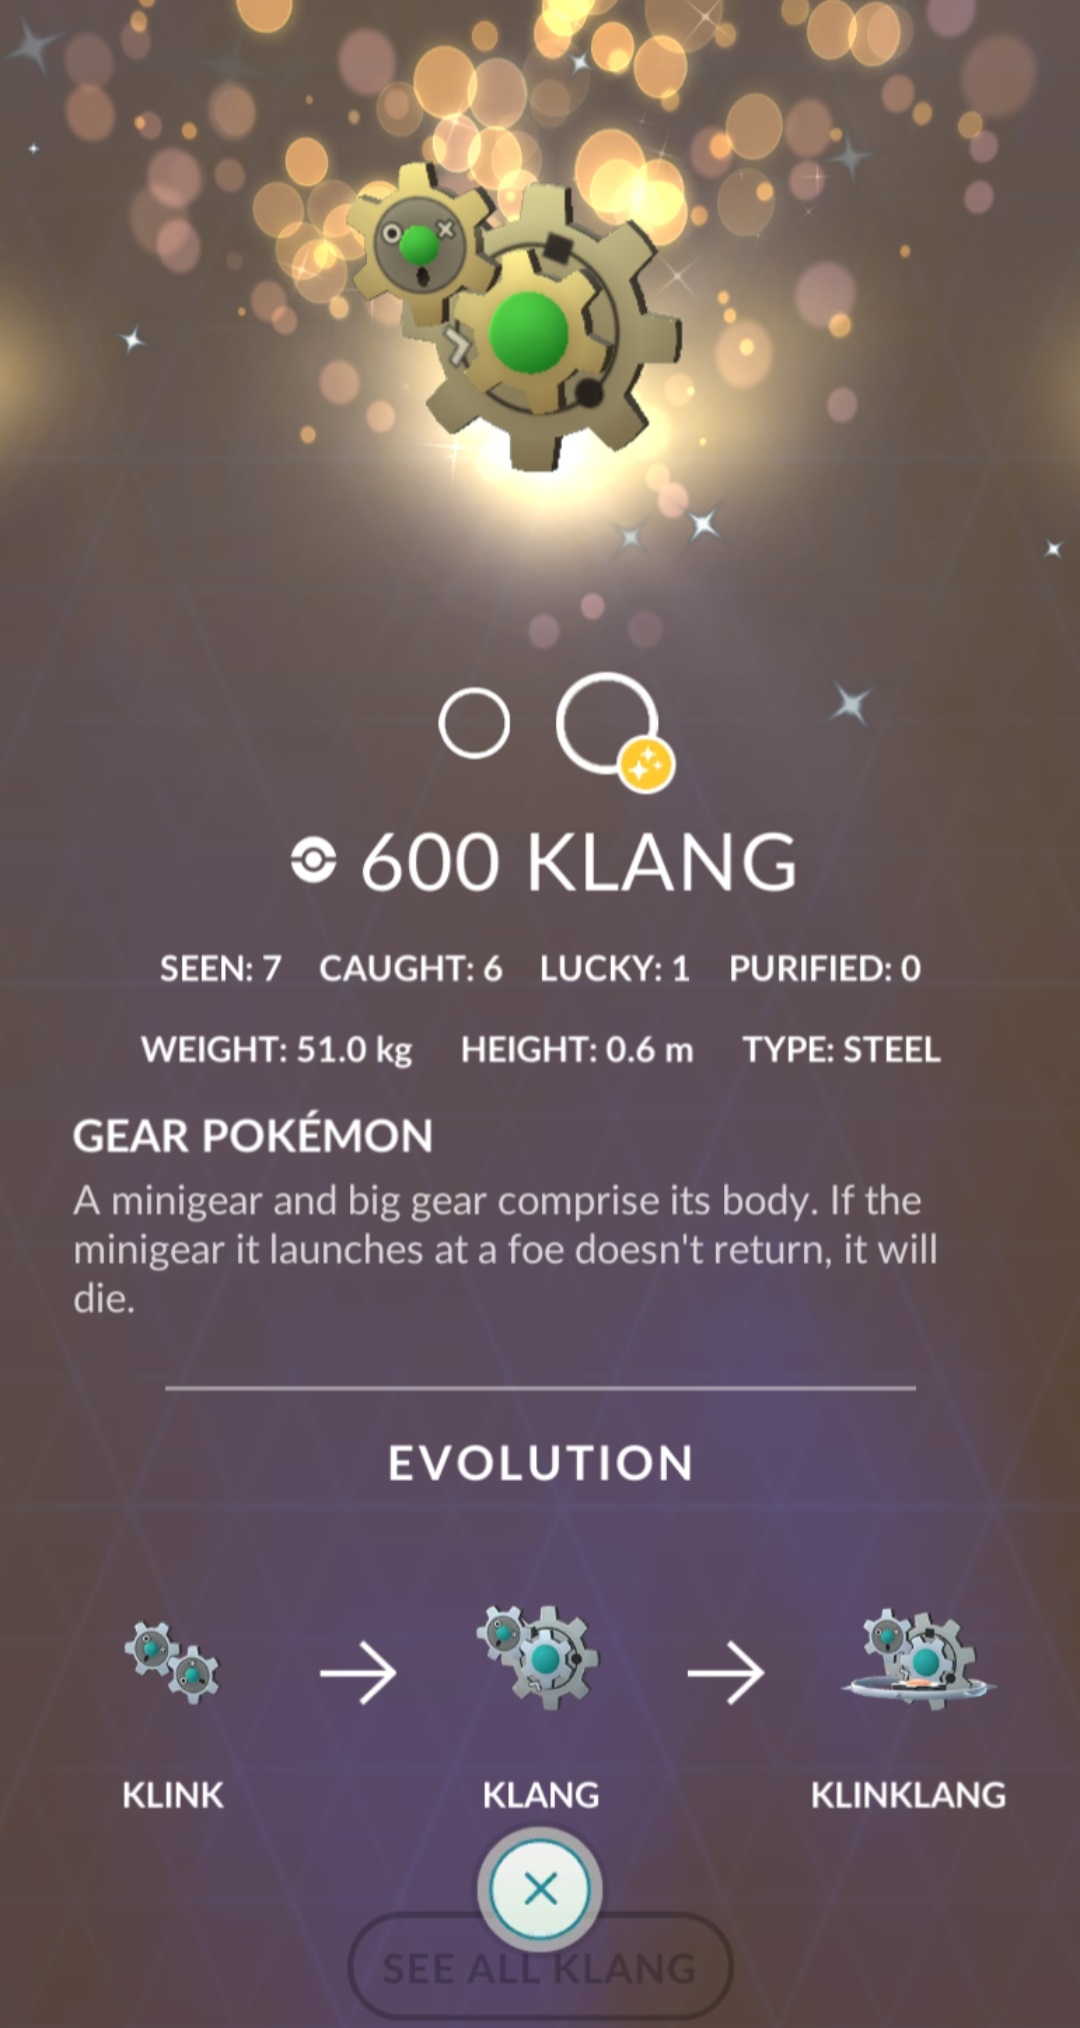 600 KLANG
SEEN: 7 CAUGHT: 6 LUCKY: 1 PURIFIED: 0
WEIGHT: 51.0 kg HEIGHT: 0.6 m TYPE: STEEL
GEAR POKÉMON
A minigear and big gear comprise its body. If the
minigear it launches at a foe doesn't return, it will
die.
EVOLUTION
KLINK KLANG KLINKLANG
SEE ALL KLANG